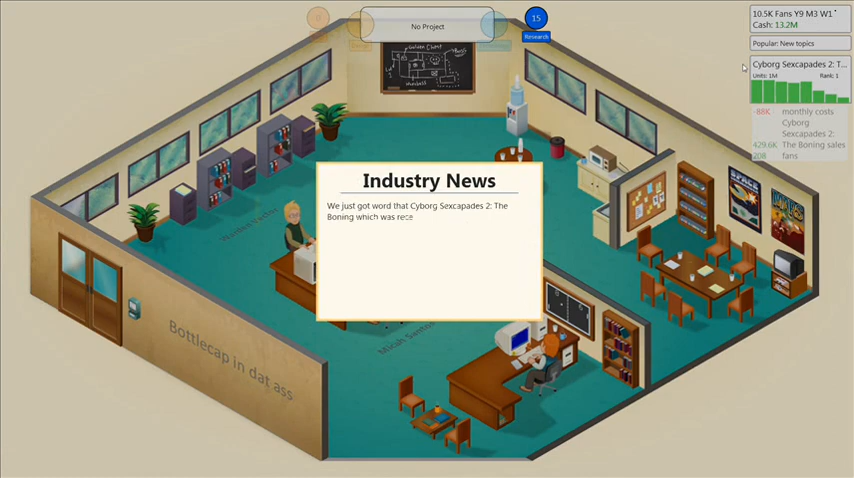 No Project
15
Research
10.5K Fans Y9 M3 W1
Cash: 13.2M
Popular: New topics
Cyborg Sexcapades 2: T...
Units: 1M Rank: 1
-88K monthly costs
Cyborg
Sexcapades 2:
429.6K The Boning sales
208 fans
Industry News
We just got word that Cyborg Sexcapades 2: The
Boning which was rece
SPACE
Bottlecap in dat ass